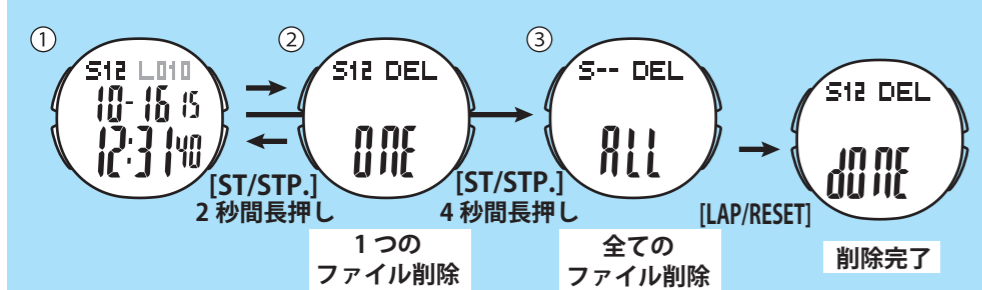 ①
S12 L010
10-16 15
12:31 40
②
S12 DEL
ONE
③
S-- DEL
ALL
S12 DEL
dONE
[ST/STP.]
2 秒間長押し
[ST/STP.]
4 秒間長押し
[LAP/RESET]
1 つの
ファイル削除
全ての
ファイル削除
削除完了